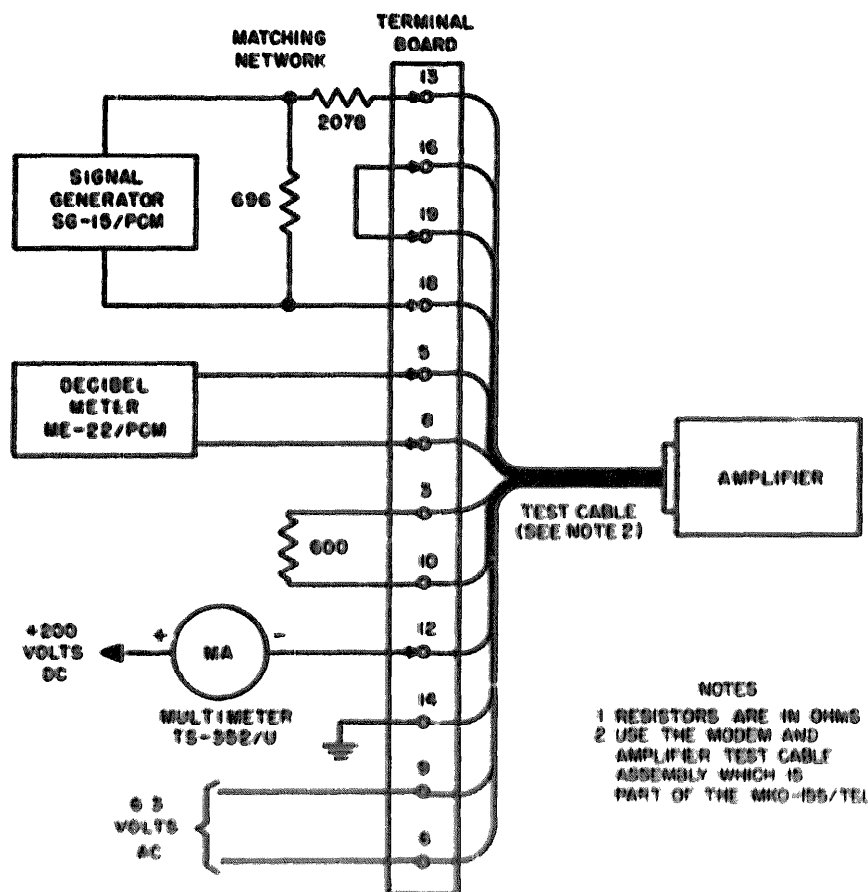 MATCHING
NETWORK
TERMINAL
BOARD
13
2078
16
SIGNAL
GENERATOR
SG-15/PCM
696
19
18
5
DECIBEL
METER
ME-22/PCM
8
3
600
10
TEST CABLE
(SEE NOTE 2)
AMPLIFIER
+200
VOLTS
DC
+
MA
-
12
MULTIMETER
TS-352/U
14
9
6 3
VOLTS
AC
6
NOTES
1 RESISTORS ARE IN OHMS
2 USE THE MODEM AND
AMPLIFIER TEST CABLE
ASSEMBLY WHICH IS
PART OF THE